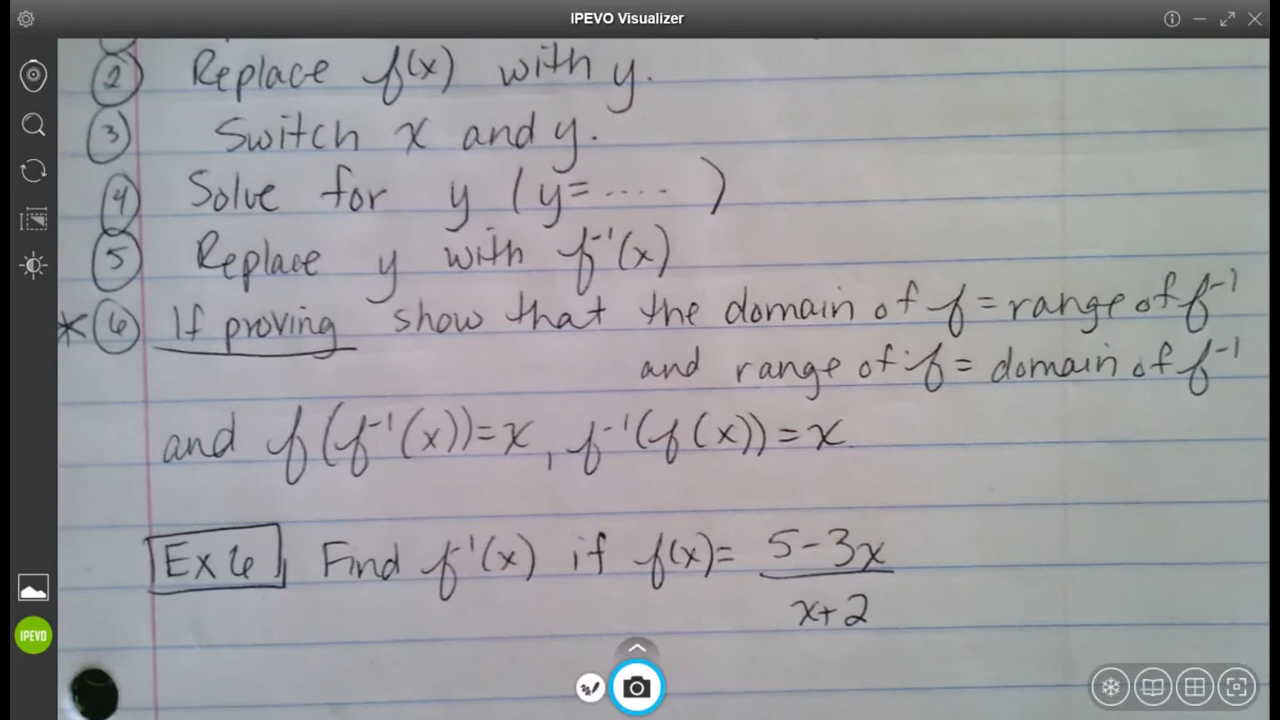 IPEVO Visualizer
② Replace f(x) with y.
③ Switch x and y.
④ Solve for y (y=.....)
⑤ Replace y with f⁻¹(x)
* ⑥ If proving show that the domain of f = range of f⁻¹
and range of f = domain of f⁻¹
and f(f⁻¹(x))=x, f⁻¹(f(x))=x.
Ex 6 Find f⁻¹(x) if f(x)= 5-3x
x+2
IPEVO